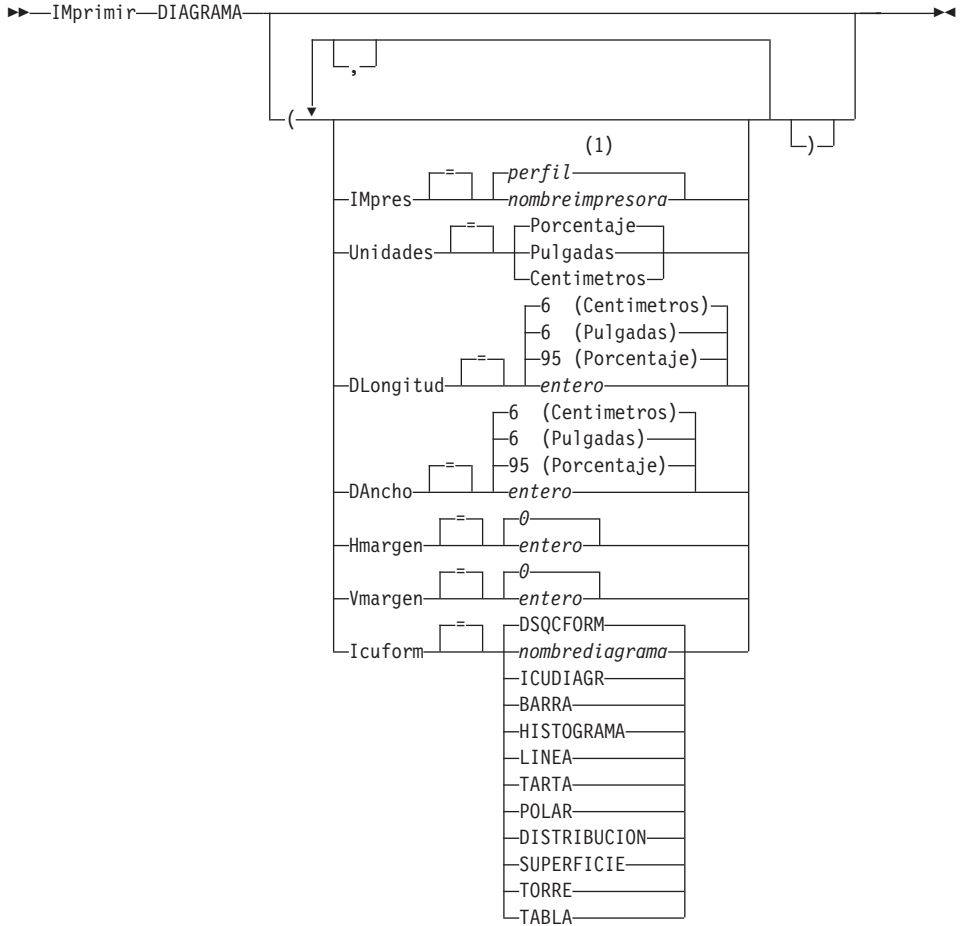 IMprimir DIAGRAMA
,
(
)
(1)
IMpres = perfil
nombreimpresora
Unidades = Porcentaje
Pulgadas
Centimetros
6 (Centimetros)
6 (Pulgadas)
95 (Porcentaje)
DLongitud = entero
6 (Centimetros)
6 (Pulgadas)
95 (Porcentaje)
DAncho = entero
Hmargen = 0
entero
Vmargen = 0
entero
Icuform = DSQCFORM
nombrediagrama
ICUDIAGR
BARRA
HISTOGRAMA
LINEA
TARTA
POLAR
DISTRIBUCION
SUPERFICIE
TORRE
TABLA